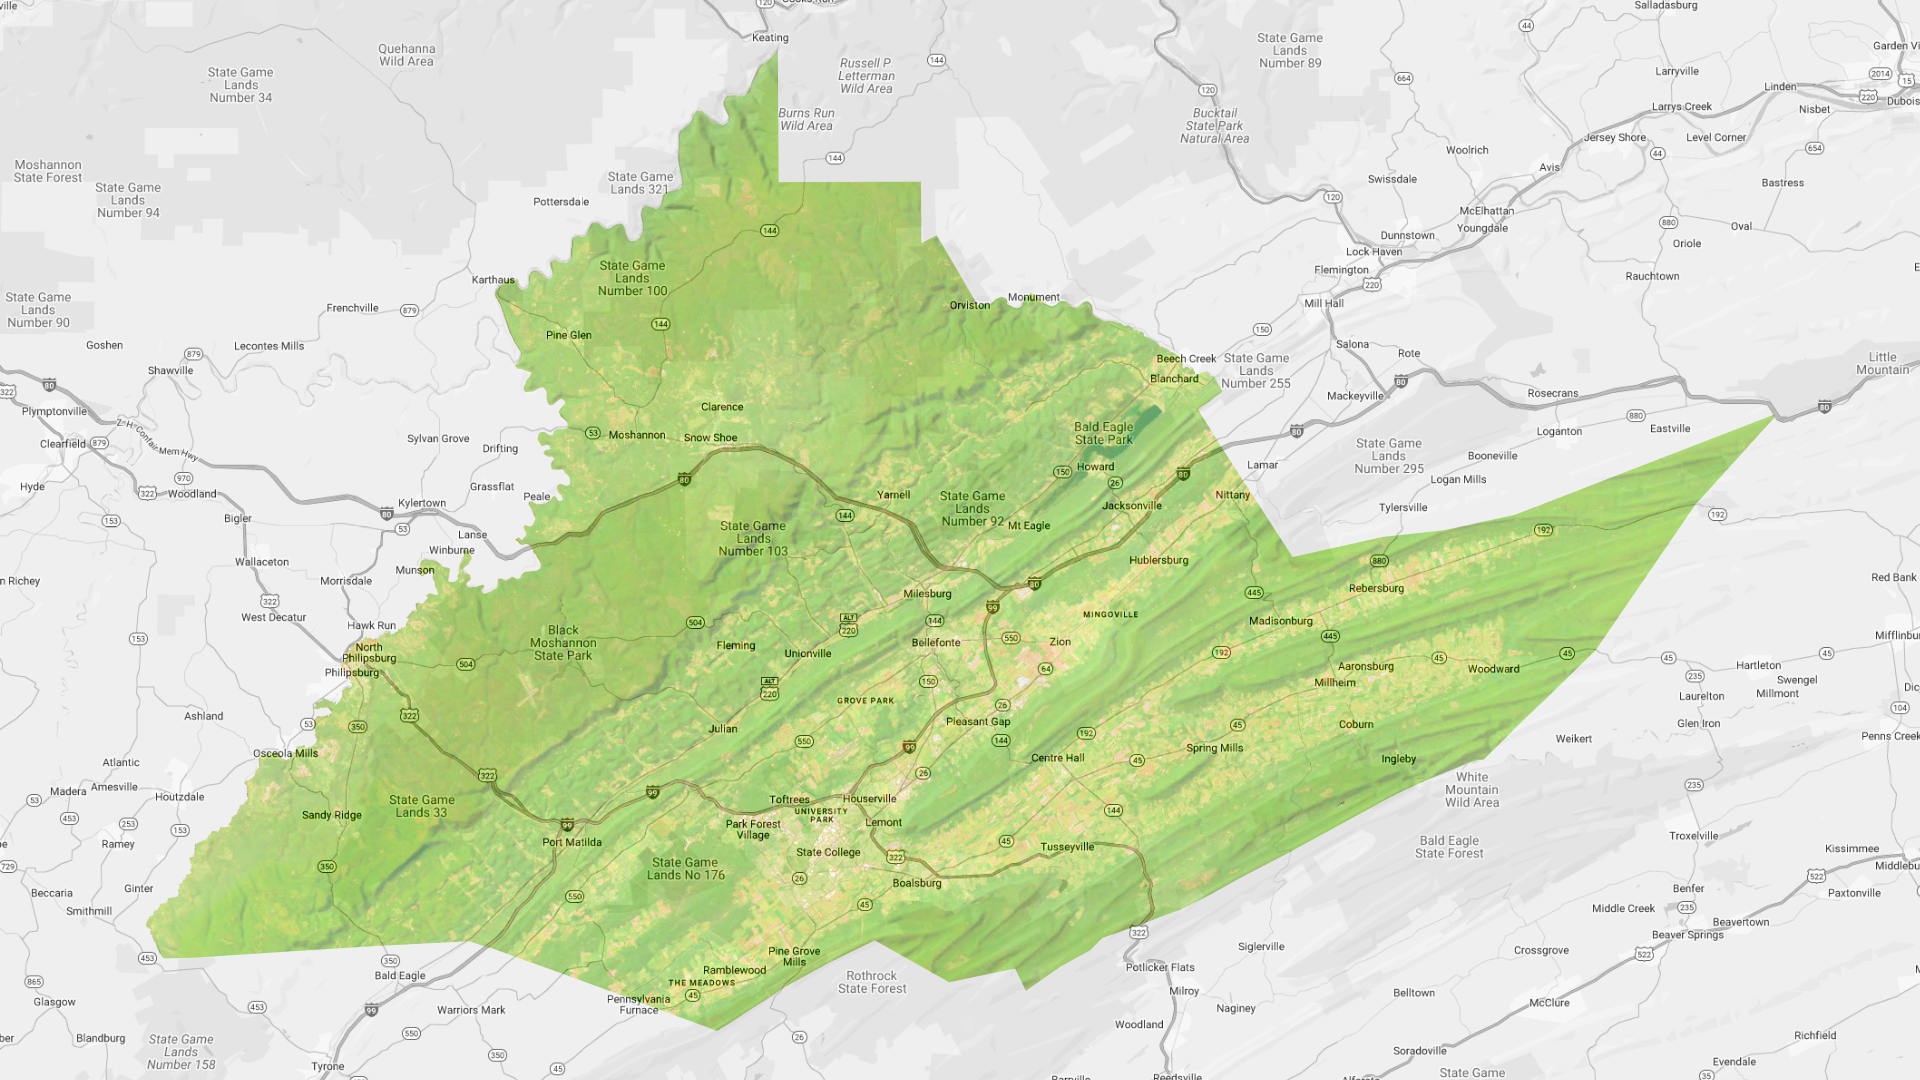 Keating
Salladasburg
State Game
Lands
Number 89
Quehanna
Wild Area
Russell P
Letterman
Wild Area
State Game
Lands
Number 34
Larryville
Linden
Larrys Creek
Nisbet
Burns Run
Wild Area
Bucktail
State Park
Natural Area
Jersey Shore
Level Corner
Woolrich
Avis
Moshannon
State Forest
State Game
Lands
Number 94
State Game
Lands 321
Pottersdale
Swissdale
Bastress
McElhattan
Youngdale
Oval
Dunnstown
Oriole
Lock Haven
Flemington
Rauchtown
State Game
Lands
Number 100
Karthaus
Monument
Orviston
Mill Hall
State Game
Lands
Number 90
Frenchville
Pine Glen
Goshen
Lecontes Mills
Salona
Rote
Beech Creek
State Game
Lands
Number 255
Little
Mountain
Shawville
Blanchard
Mackeyville
Rosecrans
Plymptonville
Clarence
Bald Eagle
State Park
Z. H. Confair Mem Hwy
Clearfield
Sylvan Grove
Moshannon
Snow Shoe
Loganton
Eastville
State Game
Lands
Number 295
Drifting
Booneville
Howard
Lamar
Logan Mills
Hyde
Woodland
Grassflat
Peale
Yarnell
State Game
Lands
Number 92
Nittany
Kylertown
Jacksonville
Tylersville
Bigler
Lanse
State Game
Lands
Number 103
Mt Eagle
Winburne
Wallaceton
Munson
Hublersburg
Morrisdale
Milesburg
Rebersburg
Red Bank
West Decatur
Hawk Run
MINGOVILLE
Madisonburg
Black
Moshannon
State Park
North
Philipsburg
Philipsburg
Fleming
Unionville
Bellefonte
Zion
Aaronsburg
Woodward
Hartleton
Swengel
Millmont
Millheim
Laurelton
GROVE PARK
Ashland
Julian
Pleasant Gap
Coburn
Glen Iron
Weikert
Osceola Mills
Centre Hall
Spring Mills
Ingleby
Atlantic
Madera
Amesville
Houtzdale
White
Mountain
Wild Area
State Game
Lands 33
Sandy Ridge
Toftrees
Houserville
UNIVERSITY
PARK
Park Forest
Village
Lemont
Port Matilda
Ramey
State College
Tusseyville
Bald Eagle
State Forest
Troxelville
Kissimmee
State Game
Lands No 176
Boalsburg
Beccaria
Ginter
Smithmill
Benfer
Paxtonville
Middle Creek
Beavertown
Beaver Springs
Siglerville
Crossgrove
Pine Grove
Mills
Ramblewood
THE MEADOWS
Bald Eagle
Rothrock
State Forest
Potlicker Flats
Milroy
Belltown
McClure
Glasgow
Warriors Mark
Pennsylvania
Furnace
Naginey
Woodland
Blandburg
State Game
Lands
Number 158
Richfield
Soradoville
Evendale
Tyrone
Reedsville
State Game